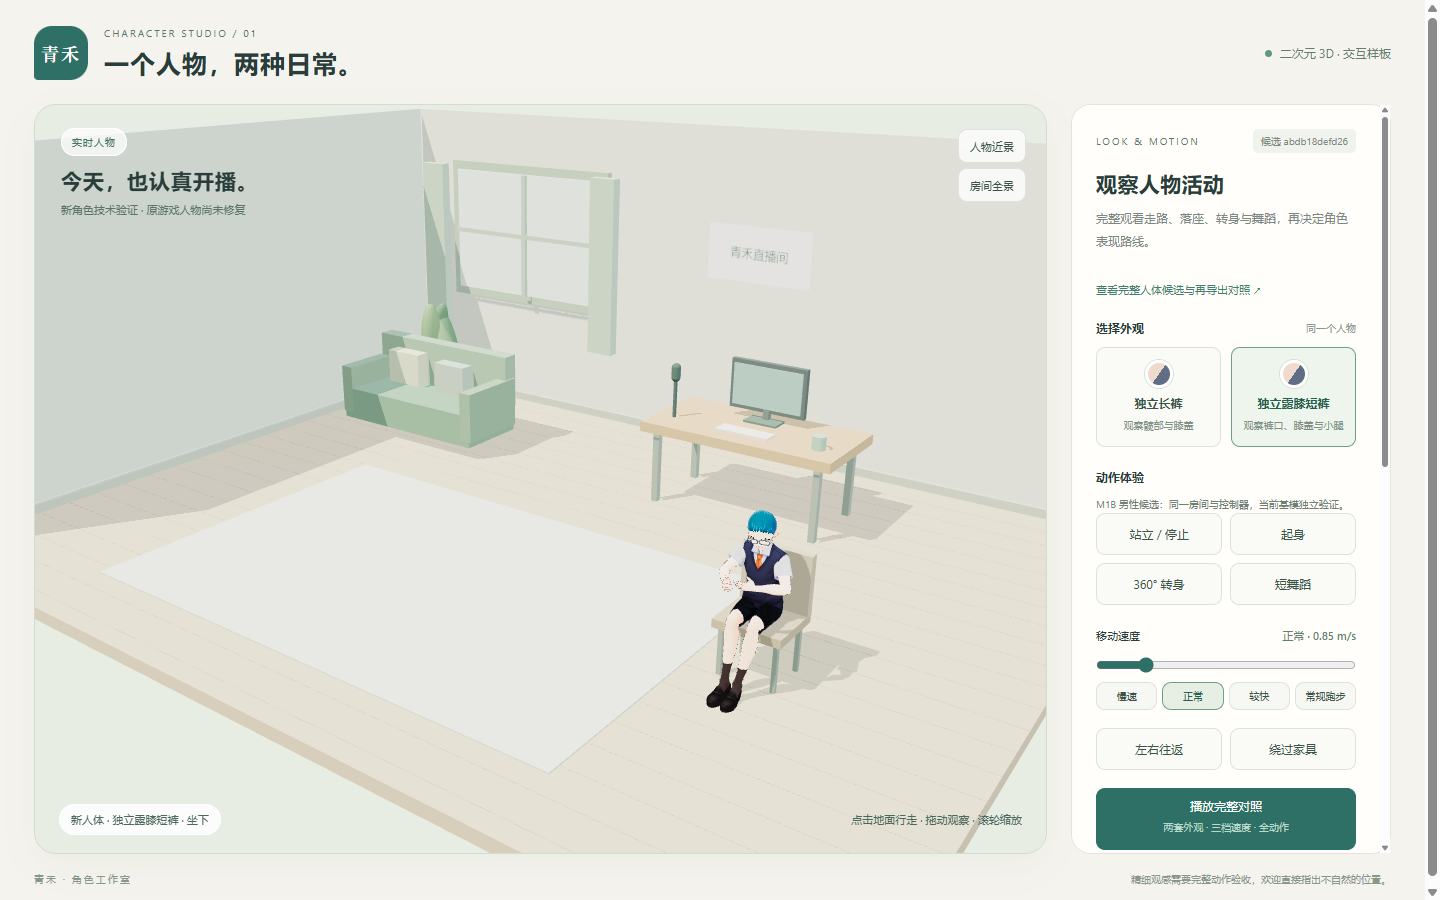 青禾
CHARACTER STUDIO / 01
一个人物，两种日常。
二次元 3D · 交互样板
实时人物
今天，也认真开播。
新角色技术验证 · 原游戏人物尚未修复
人物近景
房间全景
青禾直播间
新人体 · 独立露膝短裤 · 坐下
点击地面行走 · 拖动观察 · 滚轮缩放
LOOK & MOTION
候选 abdb18defd26
观察人物活动
完整观看走路、落座、转身与舞蹈，再决定角色
表现路线。
查看完整人体候选与再导出对照 ↗
选择外观
同一个人物
独立长裤
观察髋部与膝盖
独立露膝短裤
观察裤口、膝盖与小腿
动作体验
M1B 男性候选：同一房间与控制器，当前基模独立验证。
站立 / 停止
起身
360° 转身
短舞蹈
移动速度
正常 · 0.85 m/s
慢速
正常
较快
常规跑步
左右往返
绕过家具
播放完整对照
两套外观 · 三档速度 · 全动作
青禾 · 角色工作室
精细观感需要完整动作验收，欢迎直接指出不自然的位置。